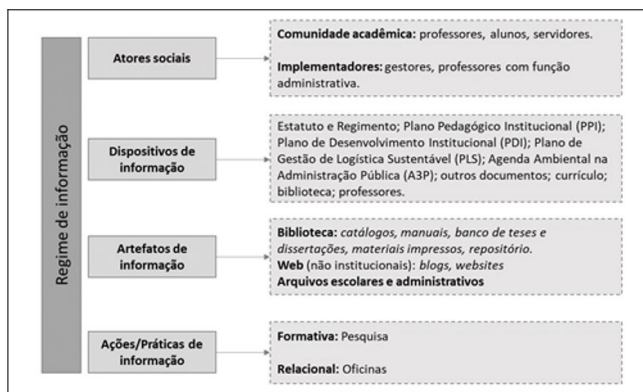 Regime de informação
Atores sociais
Comunidade acadêmica: professores, alunos, servidores.
Implementadores: gestores, professores com função
administrativa.
Dispositivos de
informação
Estatuto e Regimento; Plano Pedagógico Institucional (PPI);
Plano de Desenvolvimento Institucional (PDI); Plano de
Gestão de Logística Sustentável (PLS); Agenda Ambiental na
Administração Pública (A3P); outros documentos; currículo;
biblioteca; professores.
Artefatos de
informação
Biblioteca: catálogos, manuais, banco de teses e
dissertações, materiais impressos, repositório.
Web (não institucionais): blogs, websites
Arquivos escolares e administrativos
Ações/Práticas de
informação
Formativa: Pesquisa
Relacional: Oficinas